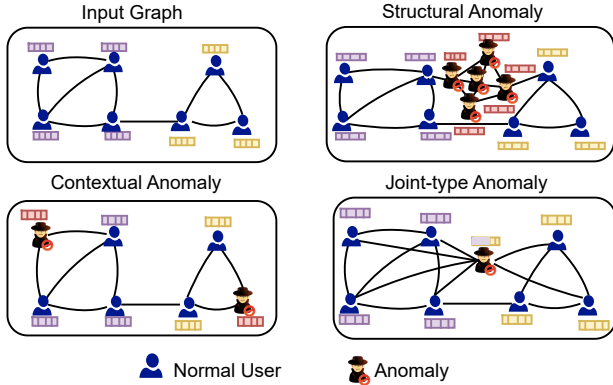 Input Graph
Structural Anomaly
Contextual Anomaly
Joint-type Anomaly
Normal User
Anomaly